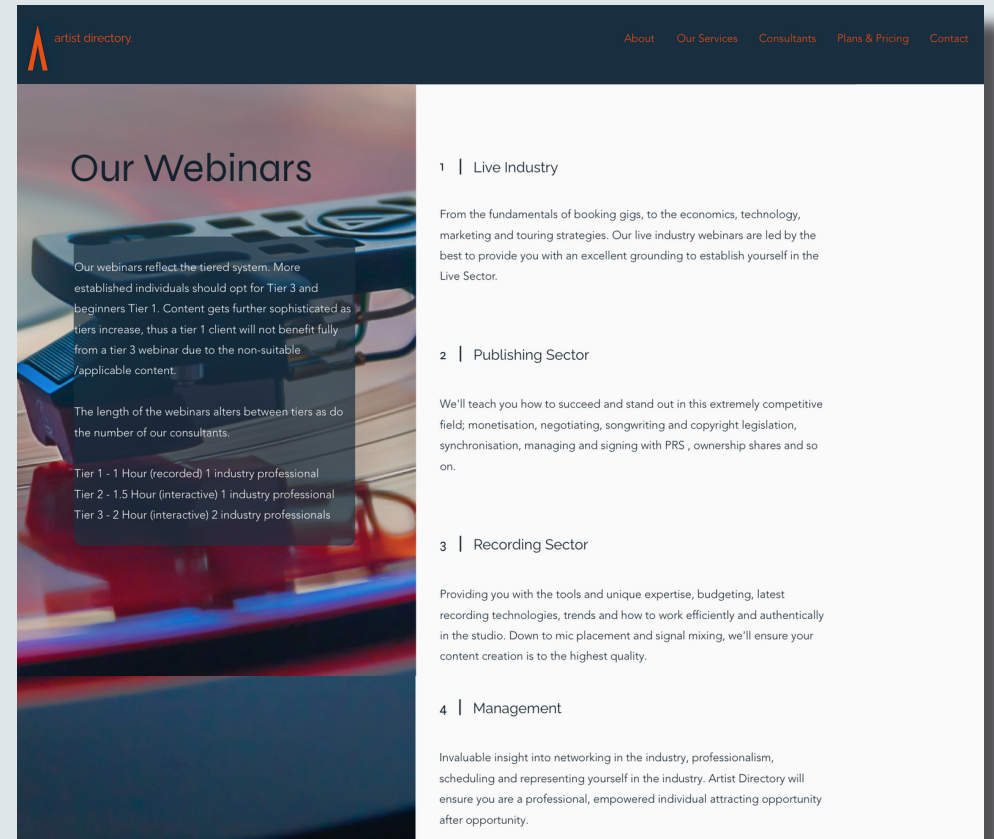 artist directory.
About Our Services Consultants Plans & Pricing Contact
Our Webinars
Our webinars reflect the tiered system. More
established individuals should opt for Tier 3 and
beginners Tier 1. Content gets further sophisticated as
tiers increase, thus a tier 1 client will not benefit fully
from a tier 3 webinar due to the non-suitable
/applicable content.
The length of the webinars alters between tiers as do
the number of our consultants.
Tier 1 - 1 Hour (recorded) 1 industry professional
Tier 2 - 1.5 Hour (interactive) 1 industry professional
Tier 3 - 2 Hour (interactive) 2 industry professionals
1 | Live Industry
From the fundamentals of booking gigs, to the economics, technology,
marketing and touring strategies. Our live industry webinars are led by the
best to provide you with an excellent grounding to establish yourself in the
Live Sector.
2 | Publishing Sector
We'll teach you how to succeed and stand out in this extremely competitive
field; monetisation, negotiating, songwriting and copyright legislation,
synchronisation, managing and signing with PRS , ownership shares and so
on.
3 | Recording Sector
Providing you with the tools and unique expertise, budgeting, latest
recording technologies, trends and how to work efficiently and authentically
in the studio. Down to mic placement and signal mixing, we'll ensure your
content creation is to the highest quality.
4 | Management
Invaluable insight into networking in the industry, professionalism,
scheduling and representing yourself in the industry. Artist Directory will
ensure you are a professional, empowered individual attracting opportunity
after opportunity.